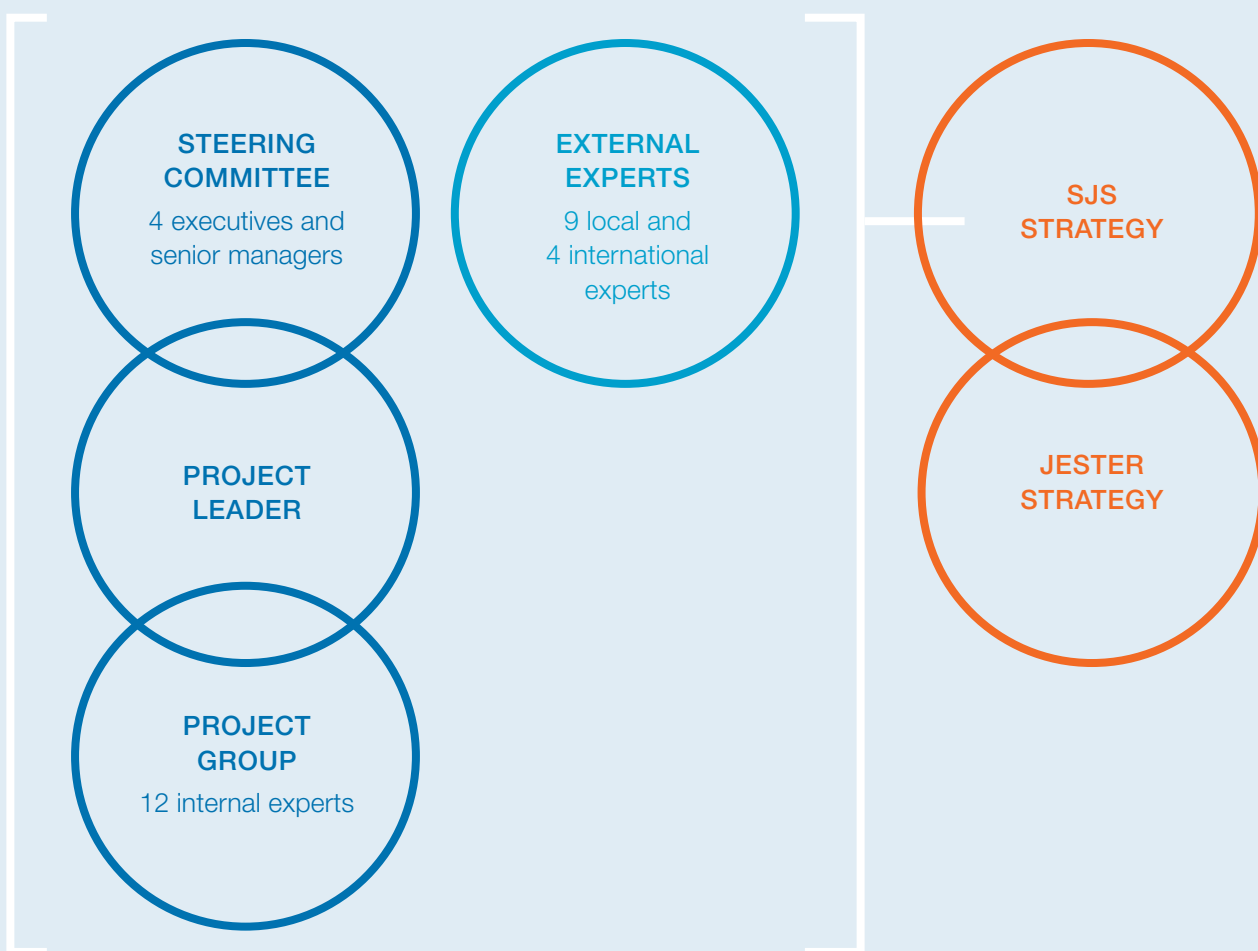 STEERING
COMMITTEE
4 executives and
senior managers
EXTERNAL
EXPERTS
9 local and
4 international
experts
SJS
STRATEGY
PROJECT
LEADER
JESTER
STRATEGY
PROJECT
GROUP
12 internal experts